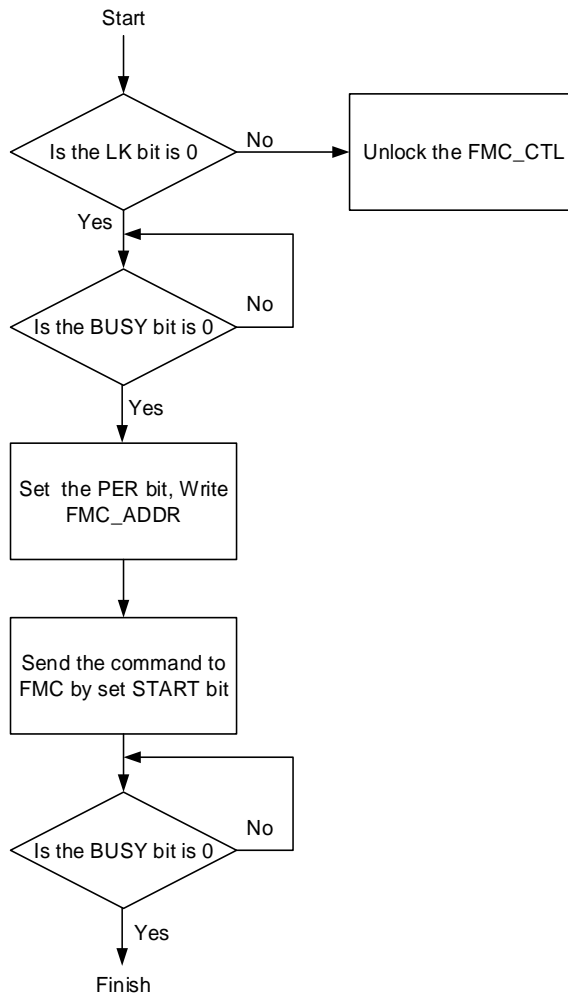 Start
Is the LK bit is 0
No
Unlock the FMC_CTL
Yes
Is the BUSY bit is 0
No
Yes
Set  the PER bit, Write
FMC_ADDR
Send the command to
FMC by set START bit
Is the BUSY bit is 0
No
Yes
Finish